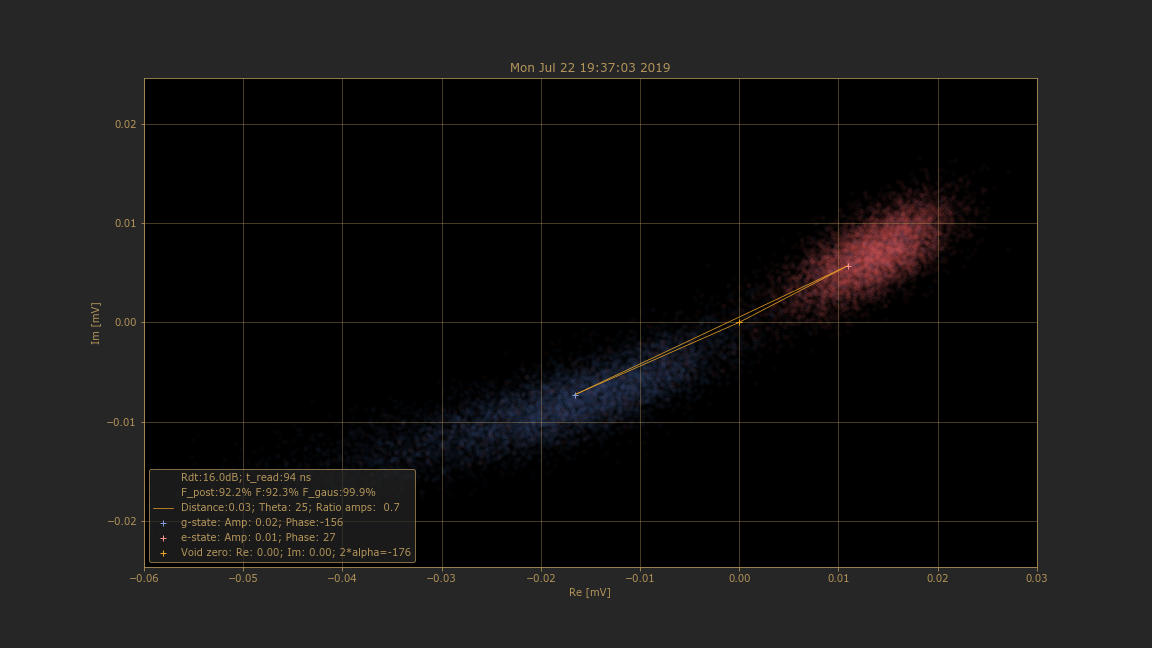 Mon Jul 22 19:37:03 2019
0.02
0.01
0.00
−0.01
−0.02
Im [mV]
Rdt:16.0dB; t_read:94 ns
F_post:92.2% F:92.3% F_gaus:99.9%
Distance:0.03; Theta: 25; Ratio amps:  0.7
g-state: Amp: 0.02; Phase:-156
e-state: Amp: 0.01; Phase: 27
Void zero: Re: 0.00; Im: 0.00; 2*alpha=-176
−0.06 −0.05 −0.04 −0.03 −0.02 −0.01 0.00 0.01 0.02 0.03
Re [mV]